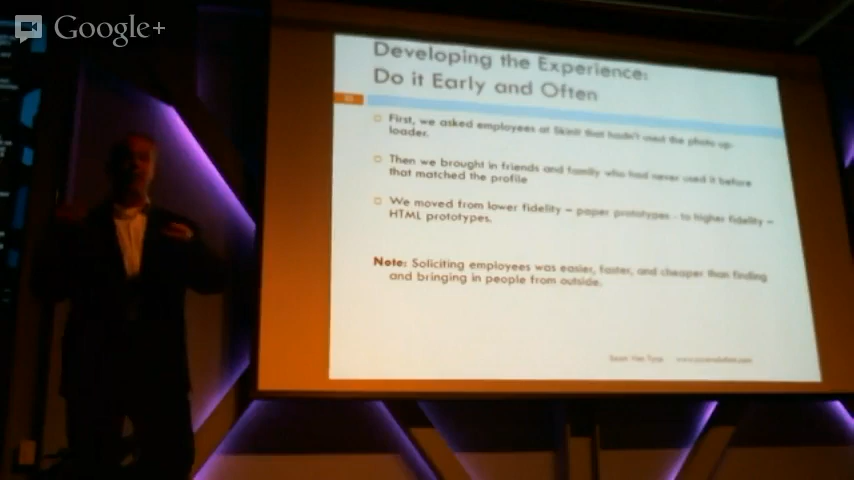 Google+
Developing the Experience:
Do it Early and Often
First, we asked employees at Skinit that hadn't used the photo up-
loader.
Then we brought in friends and family who had never used it before
that matched the profile
We moved from lower fidelity – paper prototypes - to higher fidelity –
HTML prototypes.
Note: Soliciting employees was easier, faster, and cheaper than finding
and bringing in people from outside.